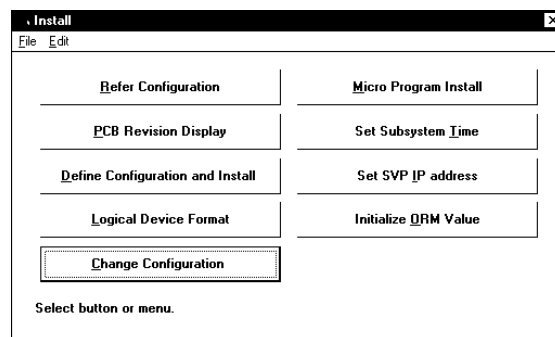 Install
File Edit
Refer Configuration
Micro Program Install
PCB Revision Display
Set Subsystem Time
Define Configuration and Install
Set SVP IP address
Logical Device Format
Initialize ORM Value
Change Configuration
Select button or menu.